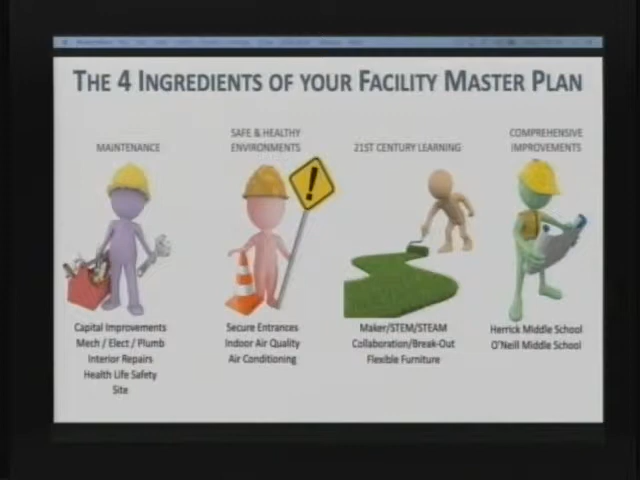 THE 4 INGREDIENTS OF YOUR FACILITY MASTER PLAN
MAINTENANCE
Capital Improvements
Mech / Elect / Plumb
Interior Repairs
Health Life Safety
Site
SAFE & HEALTHY
ENVIRONMENTS
!
Secure Entrances
Indoor Air Quality
Air Conditioning
21ST CENTURY LEARNING
Maker/STEM/STEAM
Collaboration/Break-Out
Flexible Furniture
COMPREHENSIVE
IMPROVEMENTS
Herrick Middle School
O'Neill Middle School